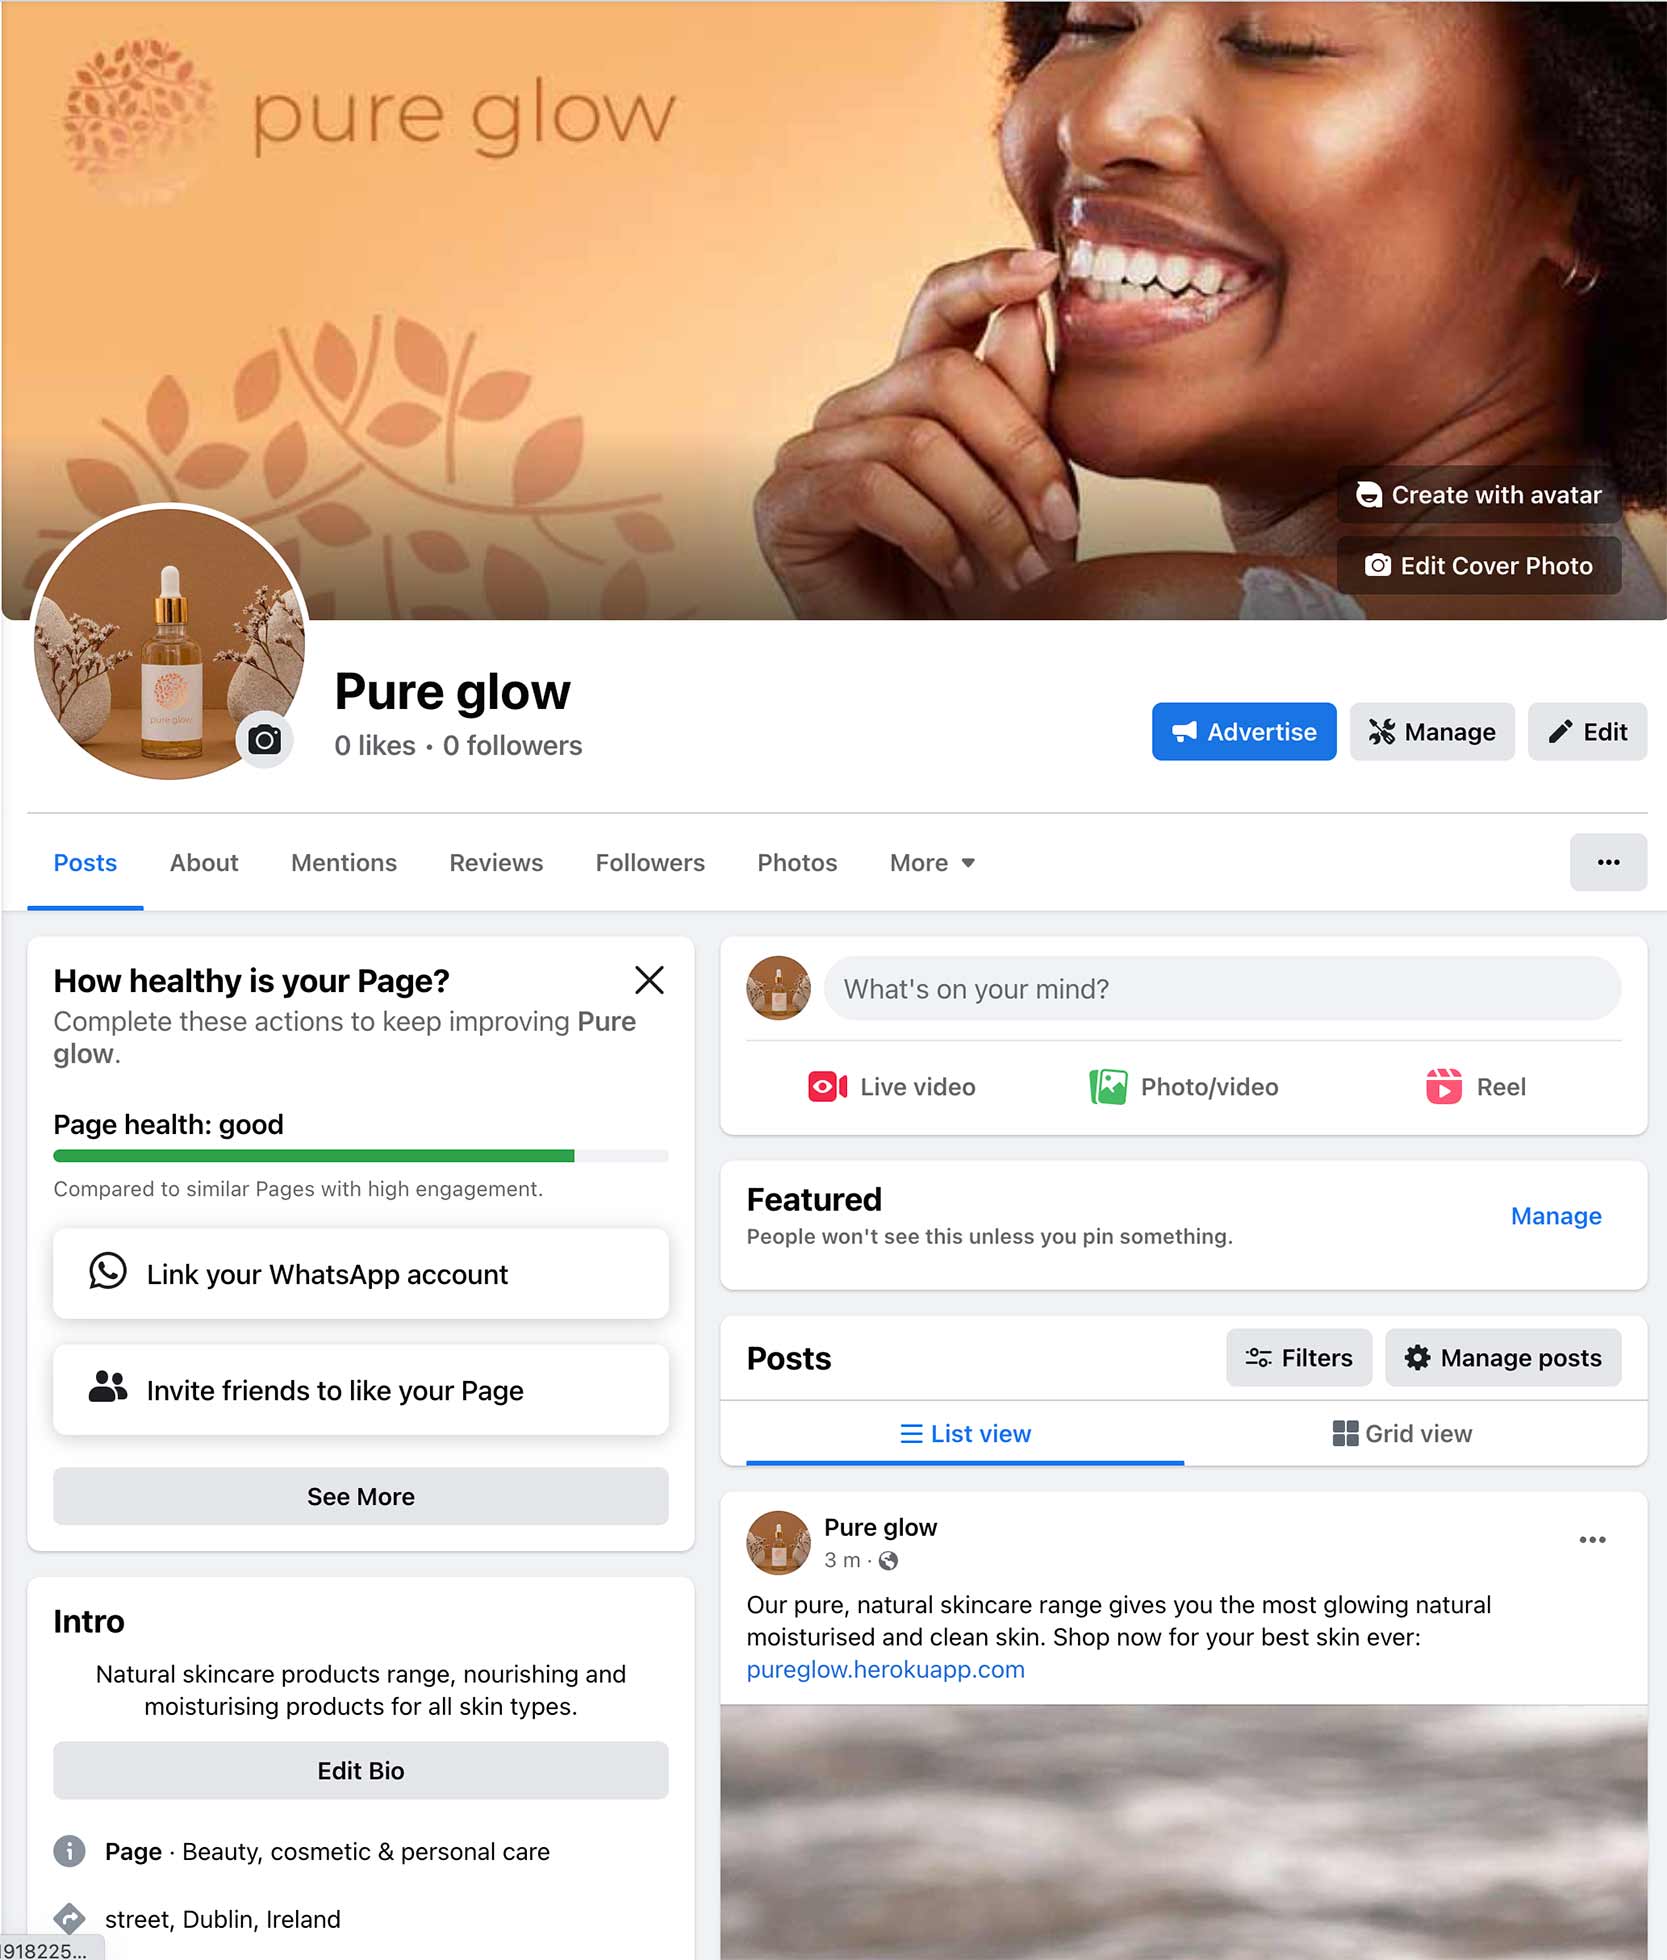 pure glow
Create with avatar
Edit Cover Photo
pure glow
Pure glow
0 likes • 0 followers
Advertise
Manage
Edit
Posts
About
Mentions
Reviews
Followers
Photos
More
How healthy is your Page?
Complete these actions to keep improving Pure
glow.
Page health: good
Compared to similar Pages with high engagement.
Link your WhatsApp account
Invite friends to like your Page
See More
Intro
Natural skincare products range, nourishing and
moisturising products for all skin types.
Edit Bio
Page · Beauty, cosmetic & personal care
street, Dublin, Ireland
1918225...
What's on your mind?
Live video
Photo/video
Reel
Featured
People won't see this unless you pin something.
Manage
Posts
Filters
Manage posts
List view
Grid view
Pure glow
3 m ·
Our pure, natural skincare range gives you the most glowing natural
moisturised and clean skin. Shop now for your best skin ever:
pureglow.herokuapp.com